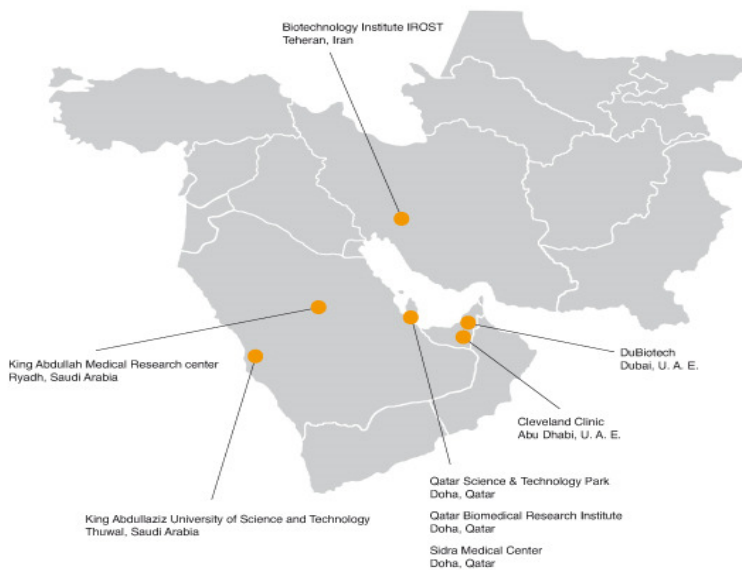 Biotechnology Institute IROST
Teheran, Iran
King Abdullah Medical Research center
Ryadh, Saudi Arabia
DuBiotech
Dubai, U. A. E.
Cleveland Clinic
Abu Dhabi, U. A. E.
Qatar Science & Technology Park
Doha, Qatar
King Abdullaziz University of Science and Technology
Thuwal, Saudi Arabia
Qatar Biomedical Research Institute
Doha, Qatar
Sidra Medical Center
Doha, Qatar